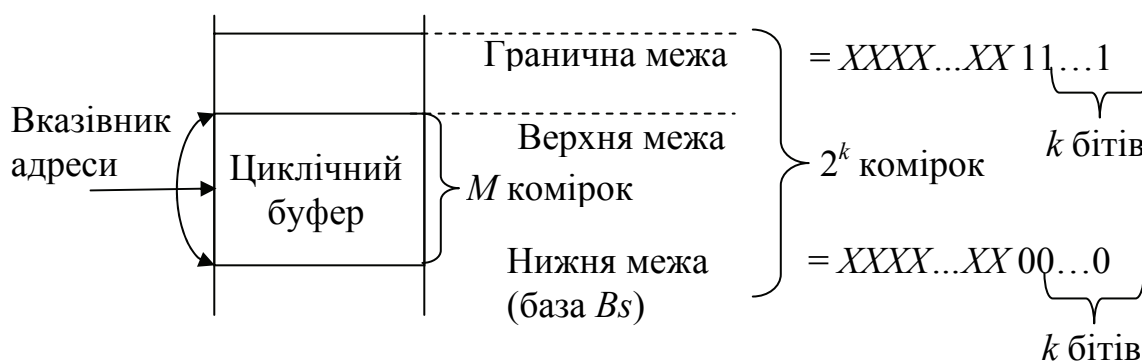 Гранична межа
= XXXX...XX 11...1
k бітів
Вказівник
адреси
Верхня межа
Циклічний
буфер
M комірок
2^k комірок
Нижня межа
(база Bs)
= XXXX...XX 00...0
k бітів